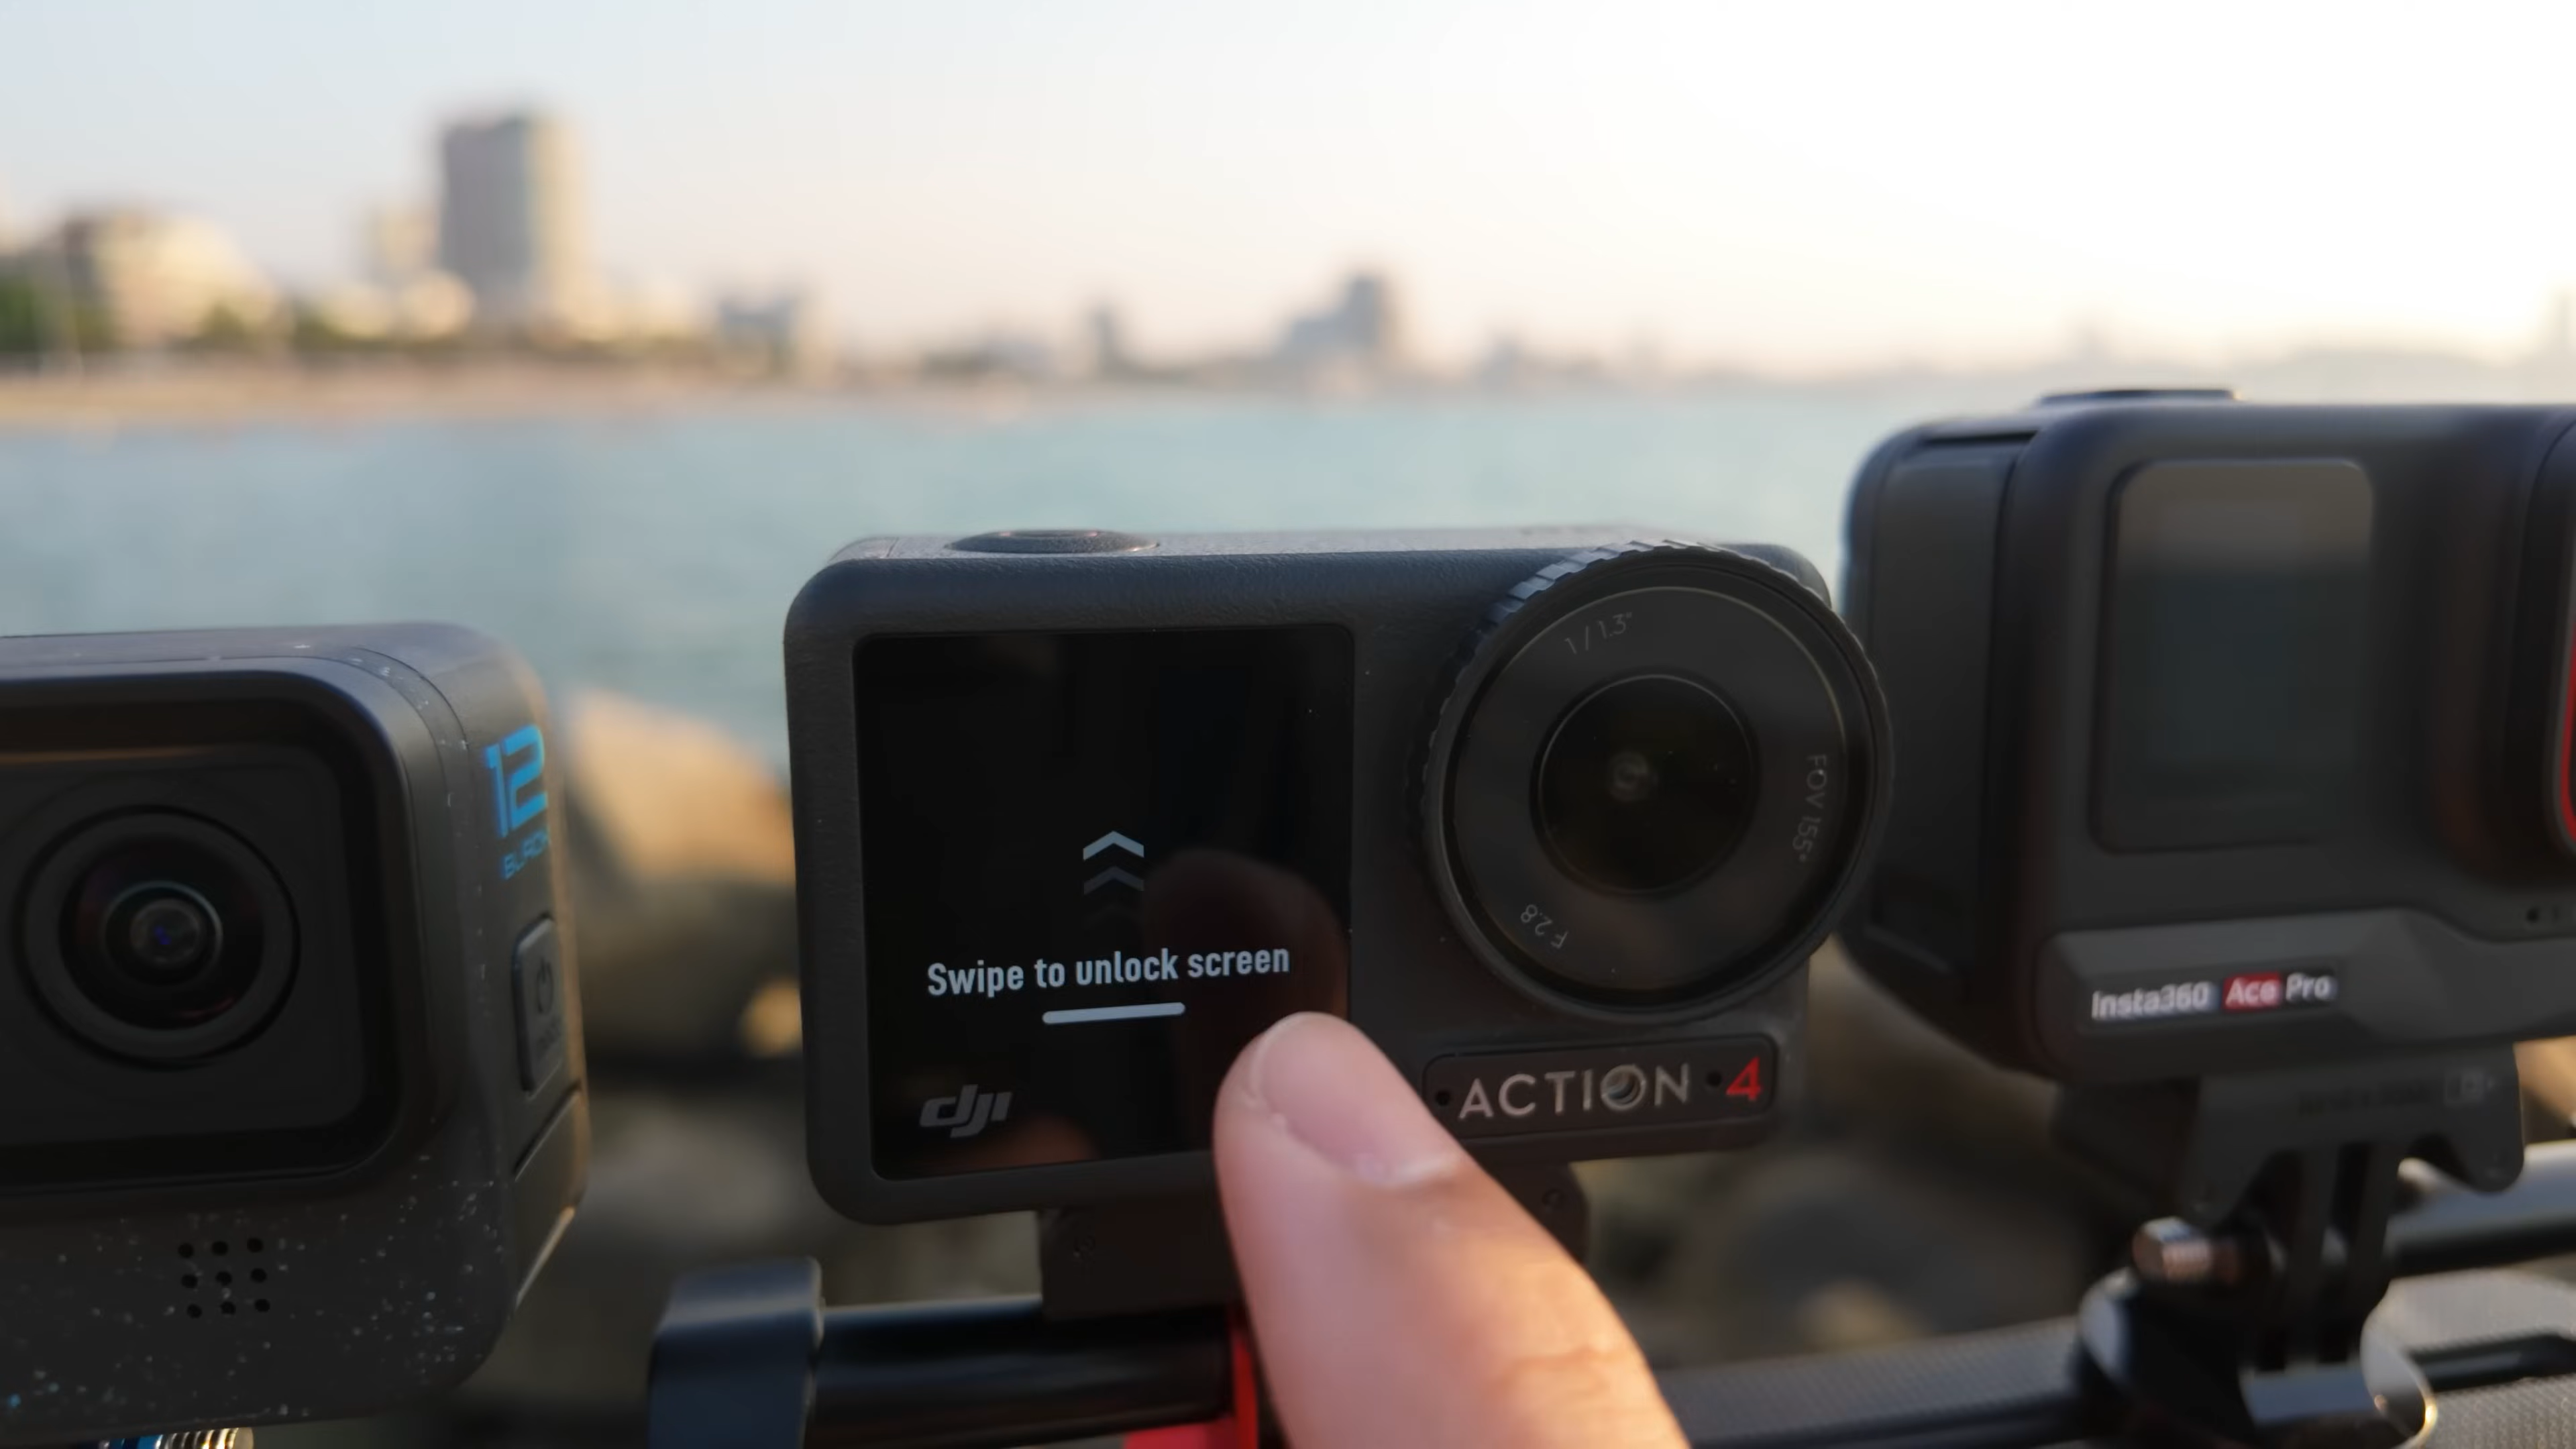 12
BLACK
Swipe to unlock screen
dji
1/1.3"
FOV 155°
F2.8
ACTION 4
Insta360 Ace Pro